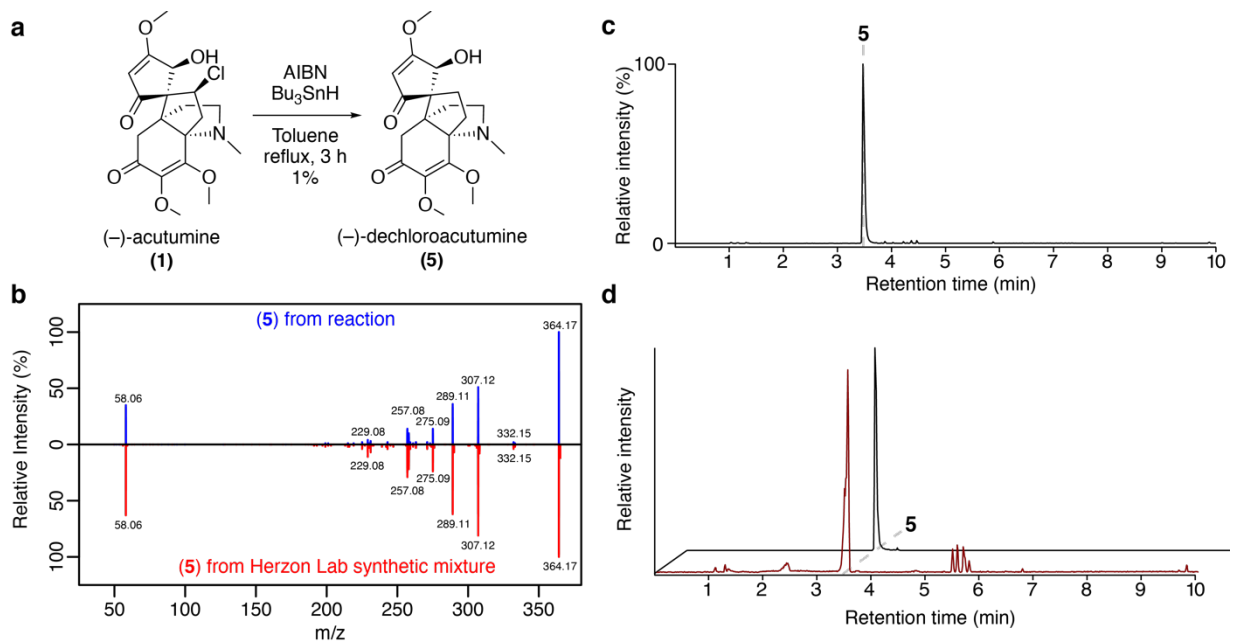 a
O
OH
Cl
O
N
O
O
O
(–)-acutumine
(1)
AIBN
Bu3SnH
Toluene
reflux, 3 h
1%
O
OH
O
N
O
O
O
(–)-dechloroacutumine
(5)
b
(5) from reaction
Relative Intensity (%)
100
50
0
50
100
58.06
229.08
257.08
275.09
289.11
307.12
332.15
364.17
58.06
229.08
257.08
275.09
289.11
307.12
332.15
364.17
(5) from Herzon Lab synthetic mixture
50 100 150 200 250 300 350
m/z
c
5
Relative intensity (%)
100
0
1 2 3 4 5 6 7 8 9 10
Retention time (min)
d
Relative intensity
5
1 2 3 4 5 6 7 8 9 10
Retention time (min)